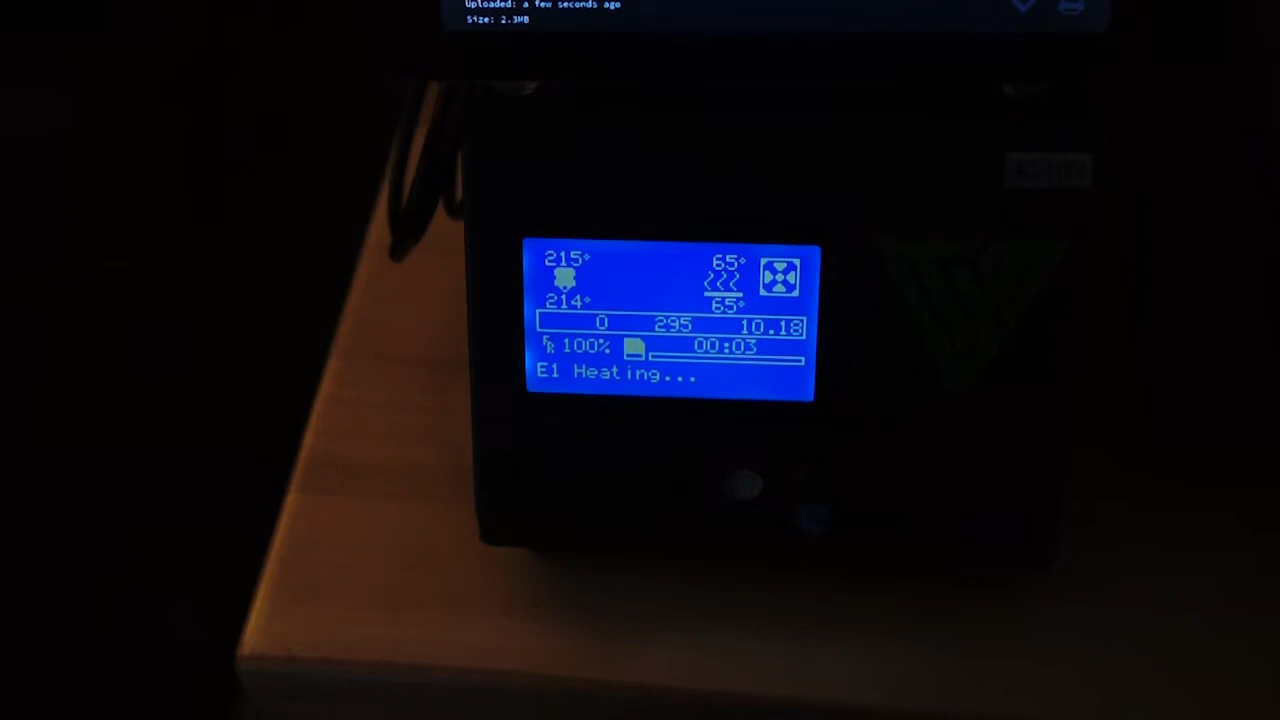 Uploaded: a few seconds ago
Size: 2.3MB
215° 65°
214° 65°
0 295 10.18
FR 100% 00:03
E1 Heating...